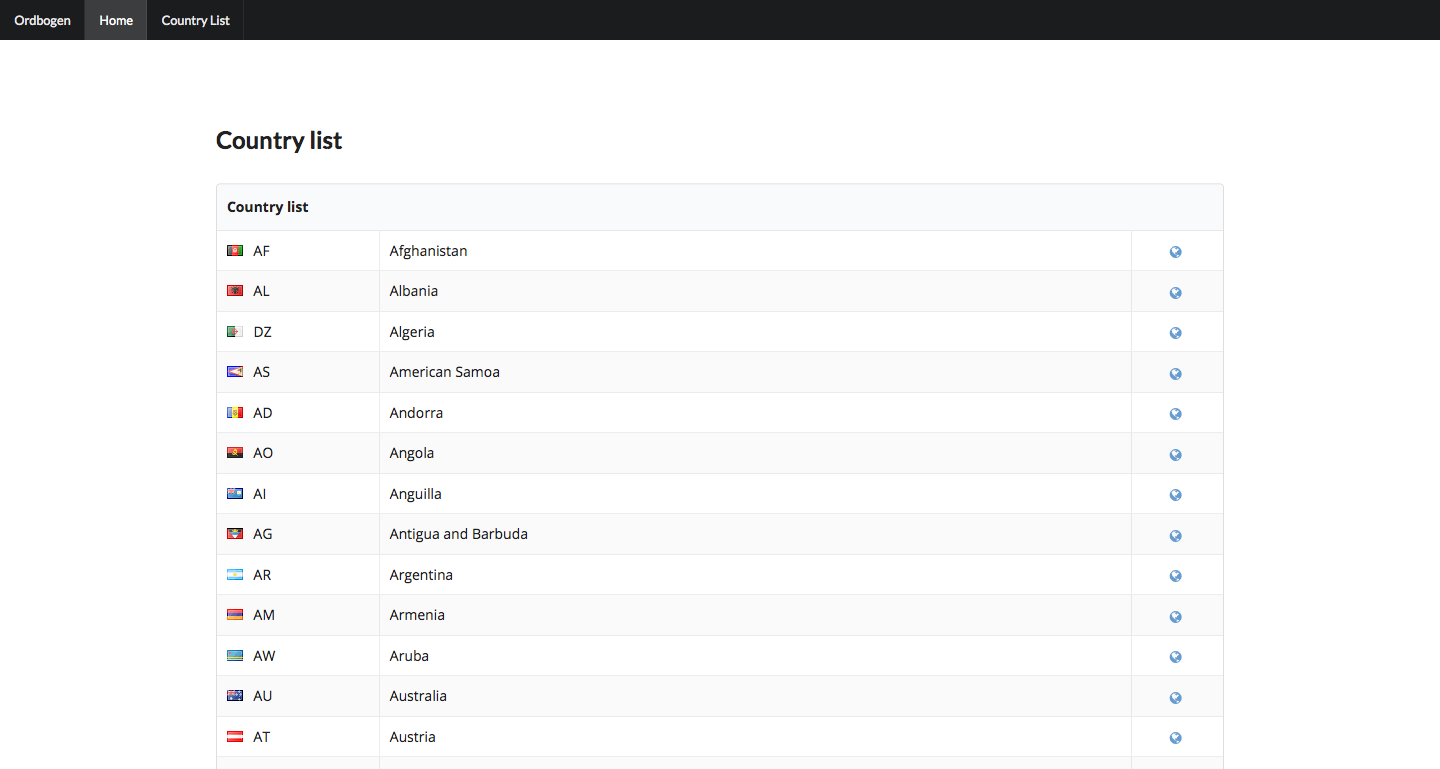 Ordbogen Home Country List
Country list
Country list
AF Afghanistan
AL Albania
DZ Algeria
AS American Samoa
AD Andorra
AO Angola
AI Anguilla
AG Antigua and Barbuda
AR Argentina
AM Armenia
AW Aruba
AU Australia
AT Austria